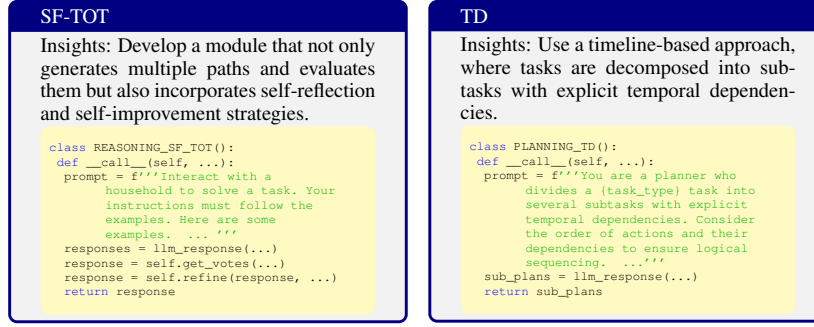 SF-TOT
Insights: Develop a module that not only
generates multiple paths and evaluates
them but also incorporates self-reflection
and self-improvement strategies.
class REASONING_SF_TOT():
def __call__(self, ...):
prompt = f'''Interact with a
household to solve a task. Your
instructions must follow the
examples. Here are some
examples. ... '''
responses = llm_response(...)
response = self.get_votes(...)
response = self.refine(response, ...)
return response
TD
Insights: Use a timeline-based approach,
where tasks are decomposed into sub-
tasks with explicit temporal dependen-
cies.
class PLANNING_TD():
def __call__(self, ...):
prompt = f'''You are a planner who
divides a {task_type} task into
several subtasks with explicit
temporal dependencies. Consider
the order of actions and their
dependencies to ensure logical
sequencing. ...'''
sub_plans = llm_response(...)
return sub_plans